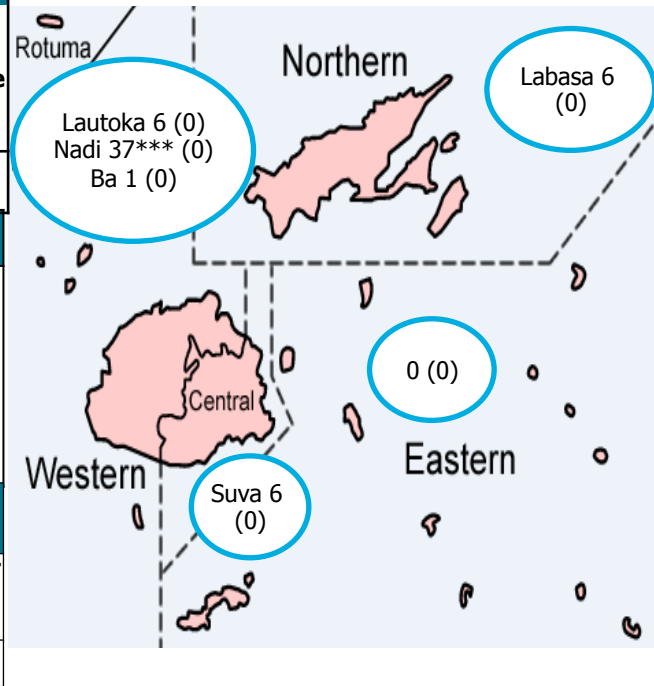 Rotuma
Northern
e
Labasa 6
(0)
Lautoka 6 (0)
Nadi 37*** (0)
Ba 1 (0)
0 (0)
Central
Western
Eastern
Suva 6
(0)